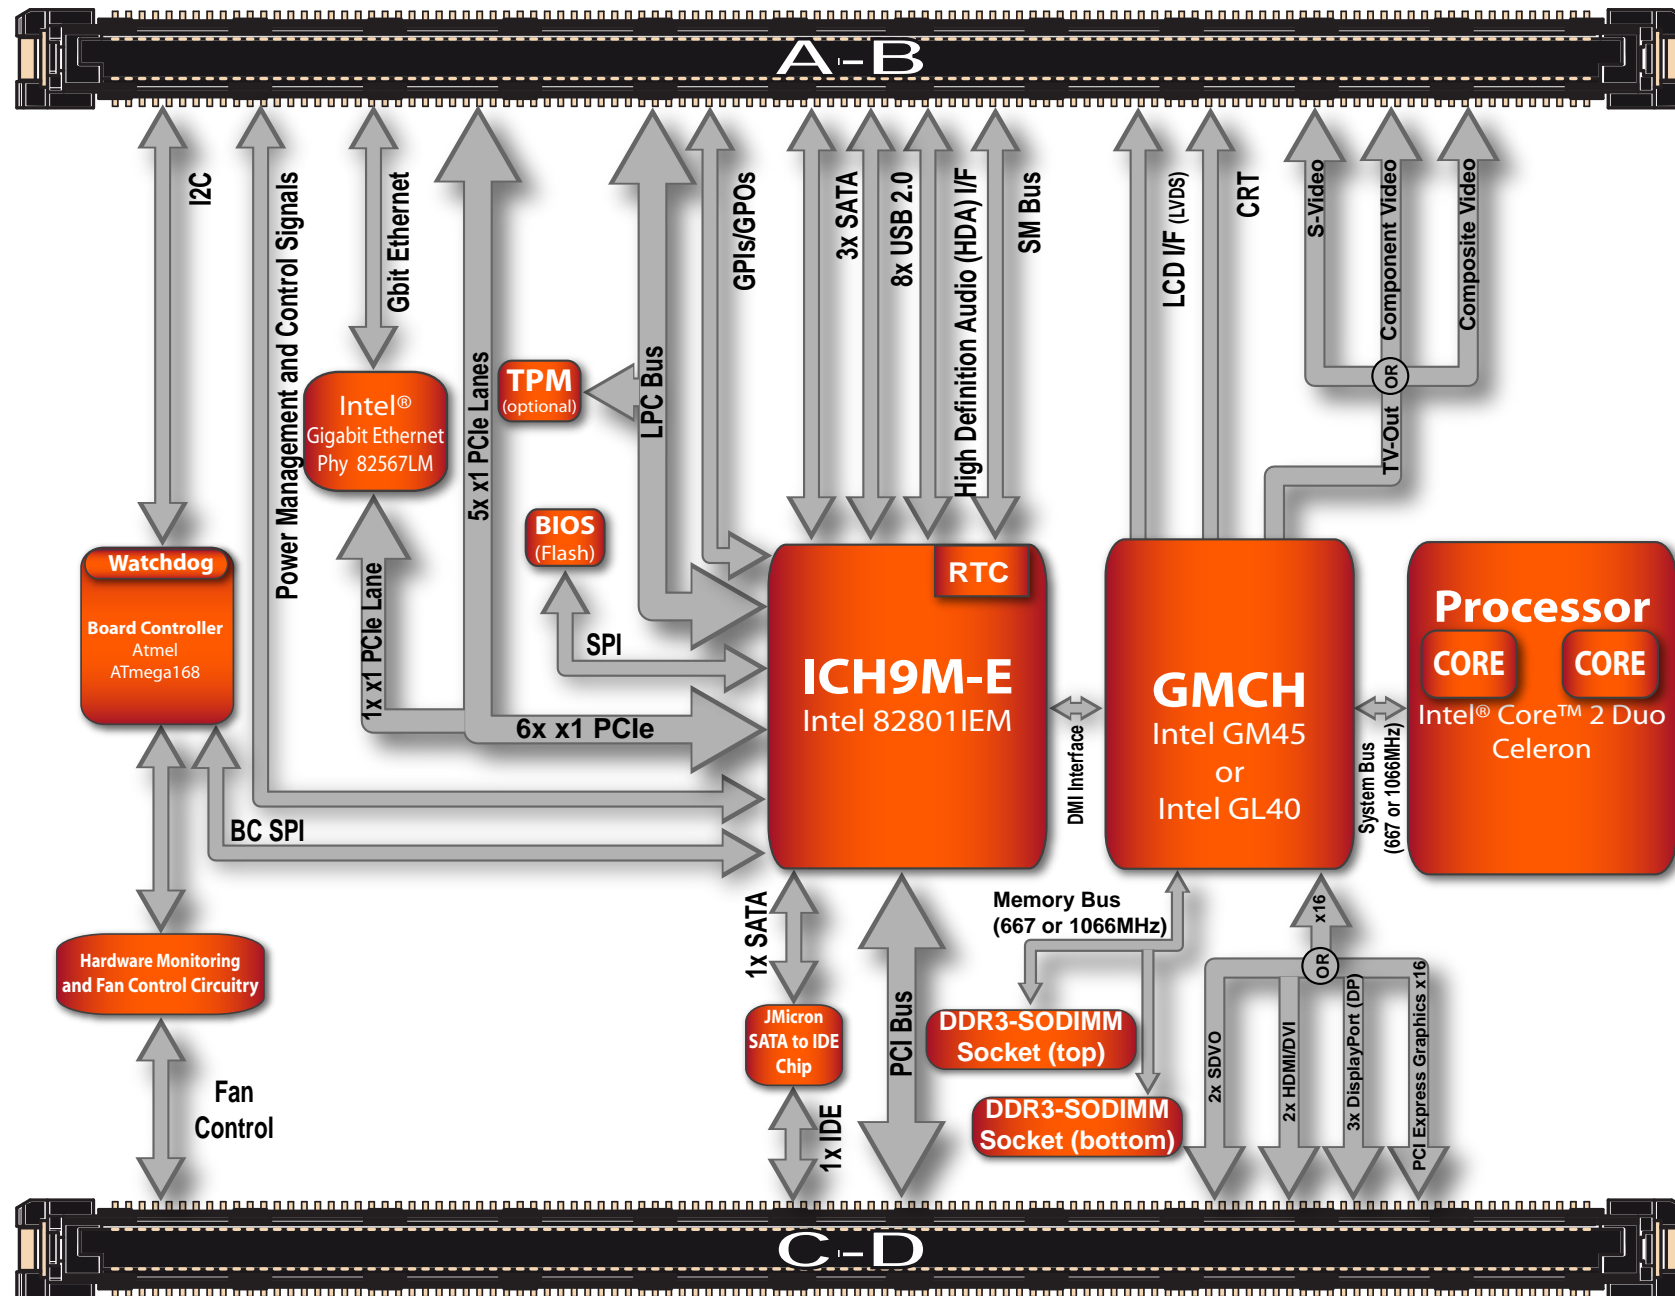 A-B
I2C
Power Management and Control Signals
Gbit Ethernet
5x x1 PCIe Lanes
LPC Bus
GPIs/GPOs
3x SATA
8x USB 2.0
High Definition Audio (HDA) I/F
SM Bus
LCD I/F (LVDS)
CRT
S-Video
Component Video
Composite Video
OR
TV-Out
Intel®
Gigabit Ethernet
Phy 82567LM
TPM
(optional)
BIOS
(Flash)
SPI
1x x1 PCIe Lane
6x x1 PCIe
Watchdog
Board Controller
Atmel
ATmega168
BC SPI
RTC
ICH9M-E
Intel 82801IEM
DMI Interface
GMCH
Intel GM45
or
Intel GL40
System Bus
(667 or 1066MHz)
Processor
CORE
CORE
Intel® Core™ 2 Duo
Celeron
Hardware Monitoring
and Fan Control Circuitry
Fan
Control
1x SATA
JMicron
SATA to IDE
Chip
1x IDE
PCI Bus
Memory Bus
(667 or 1066MHz)
DDR3-SODIMM
Socket (top)
DDR3-SODIMM
Socket (bottom)
x16
OR
2x SDVO
2x HDMI/DVI
3x DisplayPort (DP)
PCI Express Graphics x16
C-D